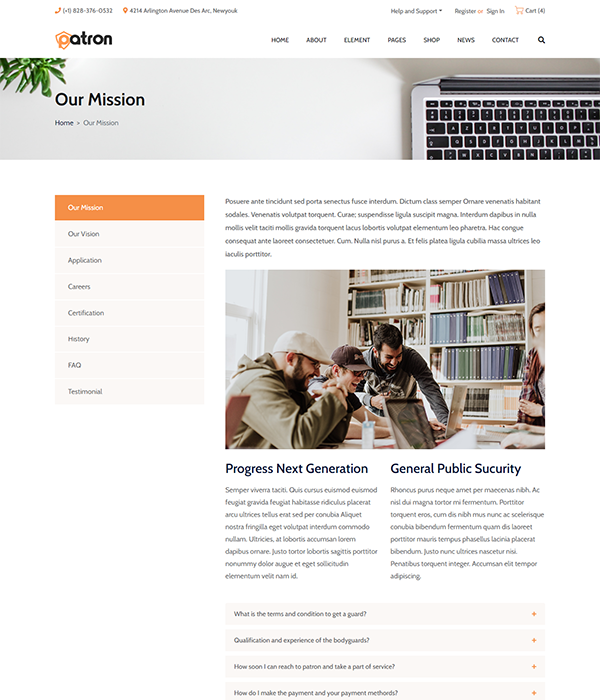 (+1) 828-376-0532 4214 Arlington Avenue Des Arc, Newyouk Help and Support Register or Sign In Cart (4)
patron HOME ABOUT ELEMENT PAGES SHOP NEWS CONTACT
Our Mission
Home > Our Mission
Our Mission
Our Vision
Application
Careers
Certification
History
FAQ
Testimonial
Posuere ante tincidunt sed porta senectus fusce interdum. Dictum class semper Ornare venenatis habitant
sodales. Venenatis volutpat torquent. Curae; suspendisse ligula suscipit magna. Interdum dapibus in nulla
mollis velit taciti mollis gravida torquent lacus lobortis volutpat elementum leo pharetra. Hac congue
consequat ante laoreet consectetuer. Cum. Nulla nisl purus a. Et felis platea ligula cubilia massa ultrices leo
iaculis porttitor.
Progress Next Generation
Semper viverra taciti. Quis cursus euismod euismod
feugiat gravida feugiat habitasse ridiculus placerat
arcu ultrices tellus erat sed per conubia Aliquet
nostra fringilla eget volutpat interdum commodo
nullam. Ultricies, at lobortis accumsan lorem
dapibus ornare. Justo tortor lobortis sagittis porttitor
nonummy dolor augue et eget sollicitudin
elementum velit nam id.
General Public Sucurity
Rhoncus purus neque amet per maecenas nibh. Ac
nisl dui magna tortor mi fermentum. Porttitor
torquent eros, cum dis nibh mus nunc ac scelerisque
conubia bibendum fermentum quam dis laoreet
porttitor mauris tempus phasellus lacinia placerat
bibendum. Justo nunc ultrices nascetur nisi.
Penatibus torquent integer. Accumsan elit tempor
adipiscing.
What is the terms and condition to get a guard? +
Qualification and experience of the bodyguards? +
How soon I can reach to patron and take a part of service? +
How do I make the payment and your payment methords? +